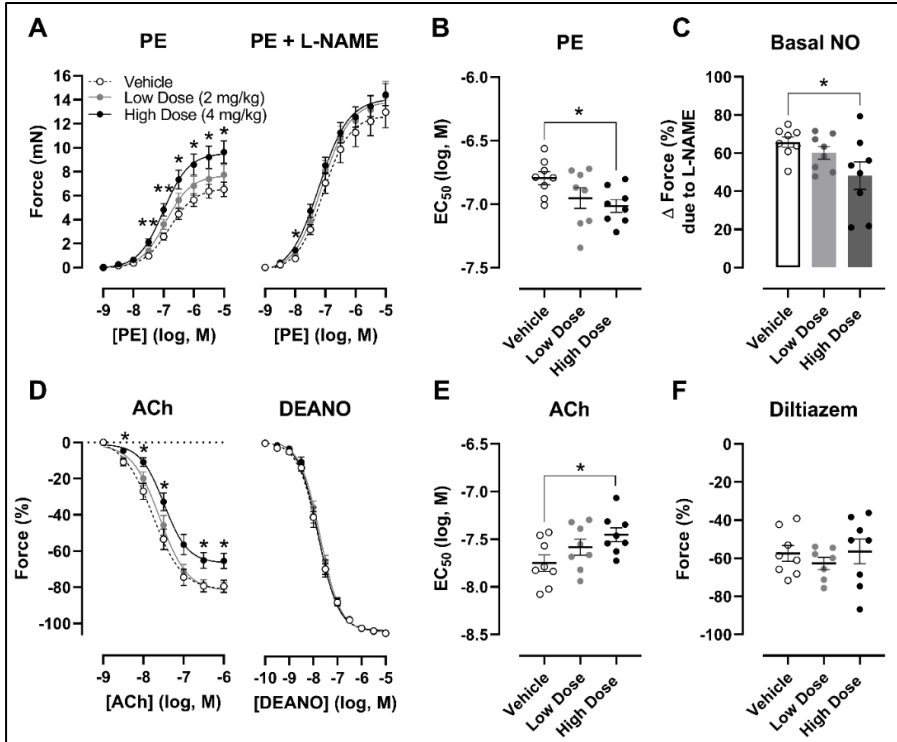 A
PE
PE + L-NAME
Vehicle
Low Dose (2 mg/kg)
High Dose (4 mg/kg)
Force (mN)
16
14
12
10
8
6
4
2
0
** ** * * * *
*
-9 -8 -7 -6 -5
-9 -8 -7 -6 -5
[PE] (log, M)
[PE] (log, M)
B
PE
EC50 (log, M)
-6.0
-6.5
-7.0
-7.5
*
Vehicle
Low Dose
High Dose
C
Basal NO
Δ Force (%)
due to L-NAME
100
80
60
40
20
0
*
Vehicle
Low Dose
High Dose
D
ACh
DEANO
Force (%)
0
-20
-40
-60
-80
-100
* * * * *
-9 -8 -7 -6
-10 -9 -8 -7 -6 -5
[ACh] (log, M)
[DEANO] (log, M)
E
ACh
EC50 (log, M)
-6.5
-7.0
-7.5
-8.0
-8.5
*
Vehicle
Low Dose
High Dose
F
Diltiazem
Force (%)
0
-20
-40
-60
-80
-100
Vehicle
Low Dose
High Dose